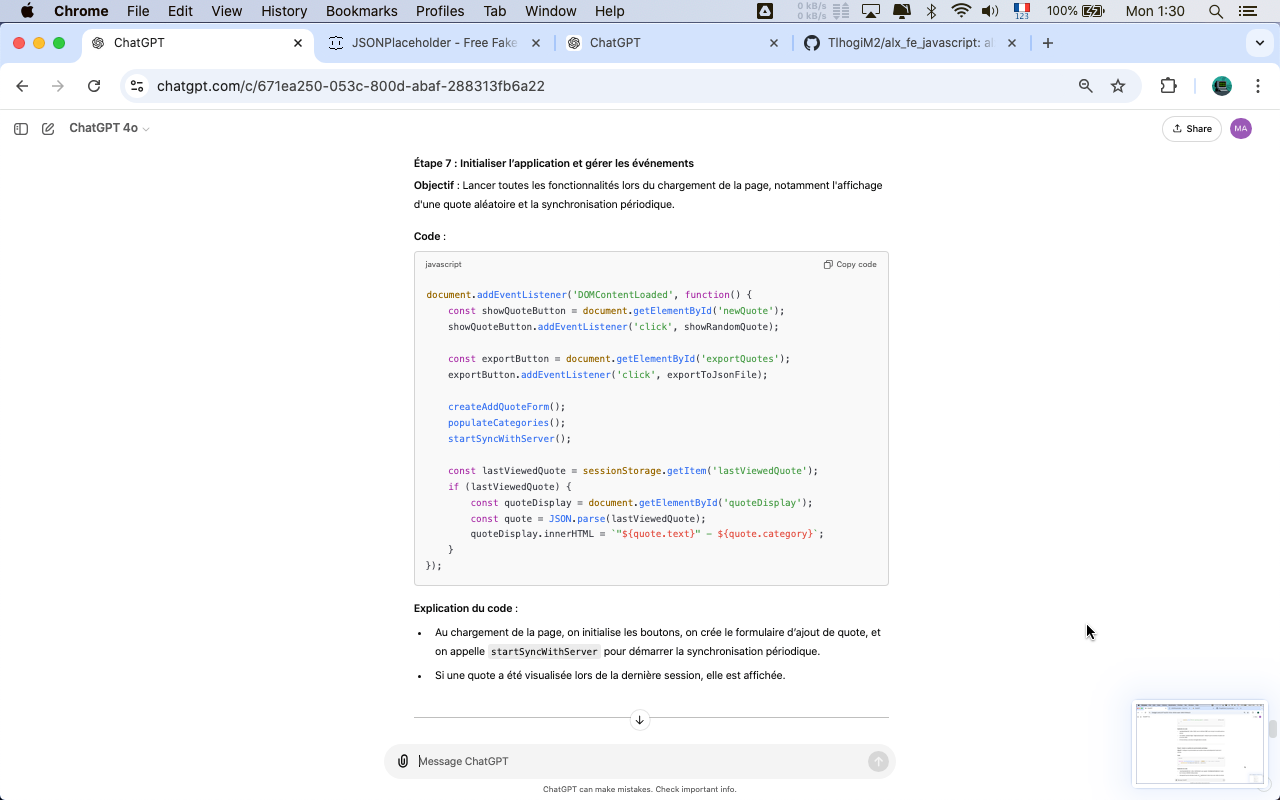 Chrome File Edit View History Bookmarks Profiles Tab Window Help 0 kB/s 0 kB/s 123 100% Mon 1:30
ChatGPT JSONPlaceholder - Free Fake ChatGPT TlhogiM2/alx_fe_javascript: al
chatgpt.com/c/671ea250-053c-800d-abaf-288313fb6a22
ChatGPT 4o Share MA
Étape 7 : Initialiser l’application et gérer les événements
Objectif : Lancer toutes les fonctionnalités lors du chargement de la page, notamment l'affichage
d'une quote aléatoire et la synchronisation périodique.
Code :
javascript Copy code
document.addEventListener('DOMContentLoaded', function() {
const showQuoteButton = document.getElementById('newQuote');
showQuoteButton.addEventListener('click', showRandomQuote);
const exportButton = document.getElementById('exportQuotes');
exportButton.addEventListener('click', exportToJsonFile);
createAddQuoteForm();
populateCategories();
startSyncWithServer();
const lastViewedQuote = sessionStorage.getItem('lastViewedQuote');
if (lastViewedQuote) {
const quoteDisplay = document.getElementById('quoteDisplay');
const quote = JSON.parse(lastViewedQuote);
quoteDisplay.innerHTML = `"${quote.text}" — ${quote.category}`;
}
});
Explication du code :
• Au chargement de la page, on initialise les boutons, on crée le formulaire d’ajout de quote, et
on appelle startSyncWithServer pour démarrer la synchronisation périodique.
• Si une quote a été visualisée lors de la dernière session, elle est affichée.
Message ChatGPT
ChatGPT can make mistakes. Check important info.